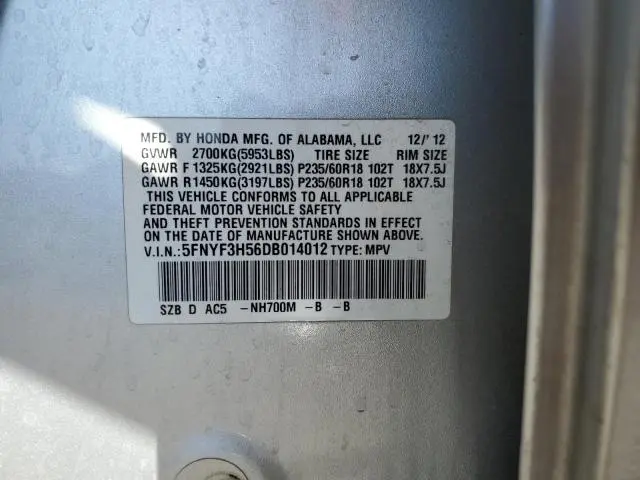 MFD. BY HONDA MFG. OF ALABAMA, LLC 12/'12
GVWR 2700KG(5953LBS) TIRE SIZE RIM SIZE
GAWR F 1325KG(2921LBS) P235/60R18 102T 18X7.5J
GAWR R1450KG(3197LBS) P235/60R18 102T 18X7.5J
THIS VEHICLE CONFORMS TO ALL APPLICABLE
FEDERAL MOTOR VEHICLE SAFETY
AND THEFT PREVENTION STANDARDS IN EFFECT
ON THE DATE OF MANUFACTURE SHOWN ABOVE.
V.I.N.:5FNYF3H56DB014012 TYPE: MPV
SZB D AC5 -NH700M -B -B